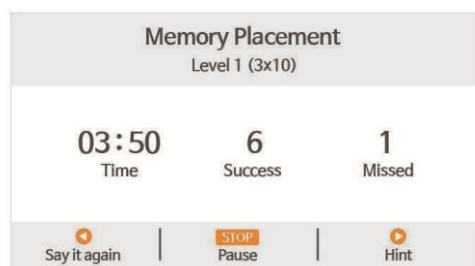 Memory Placement
Level 1 (3x10)
03:50 6 1
Time Success Missed
STOP
Say it again Pause Hint